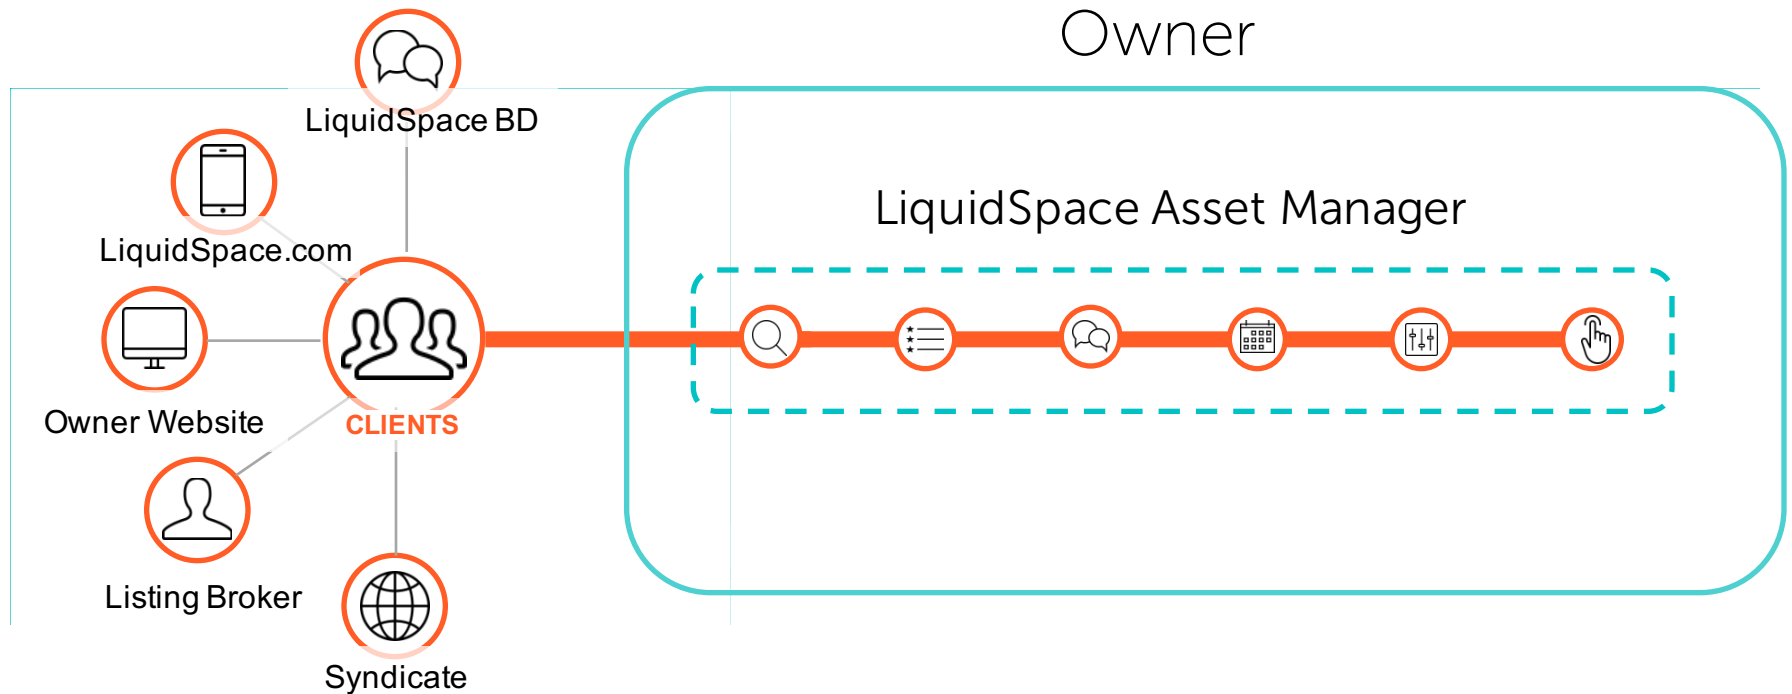 Owner
LiquidSpace BD
LiquidSpace Asset Manager
LiquidSpace.com
Owner Website
CLIENTS
Listing Broker
Syndicate